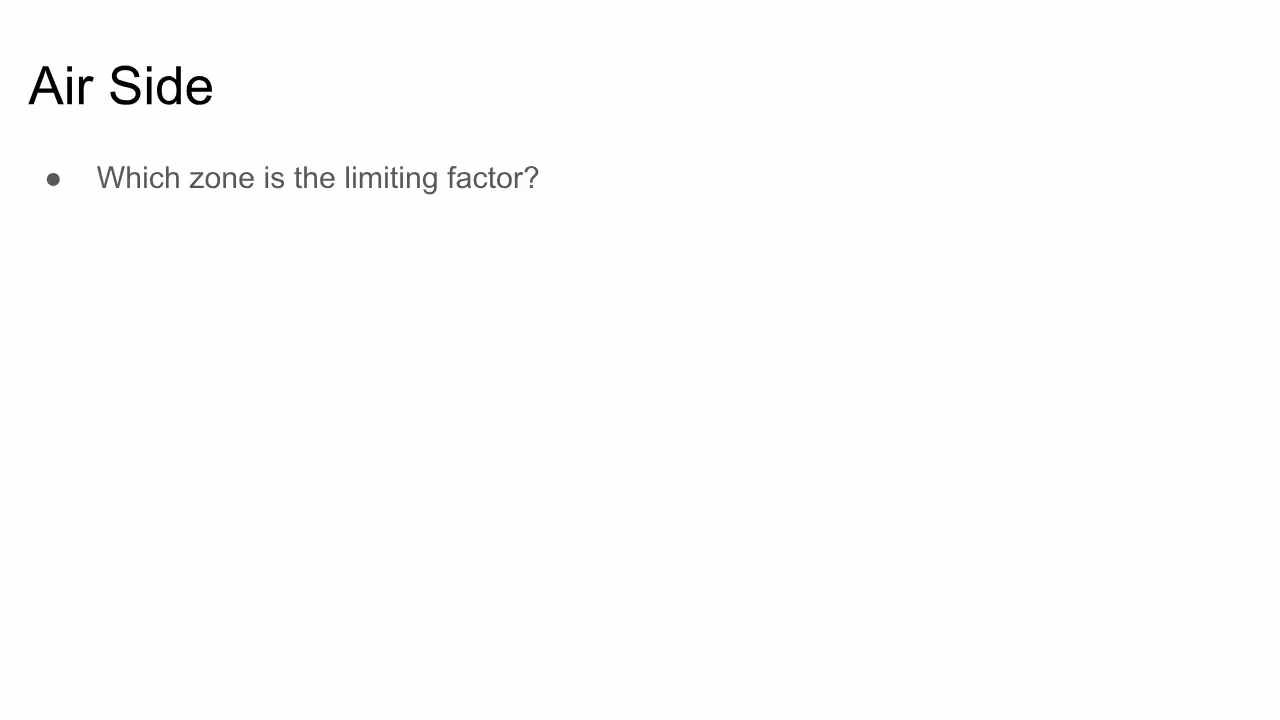 Air Side
● Which zone is the limiting factor?